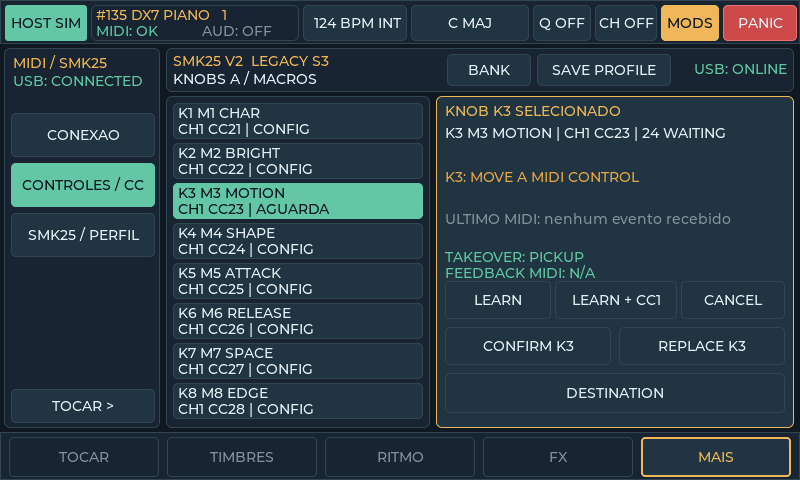 HOST SIM
#135 DX7 PIANO 1
MIDI: OK AUD: OFF
124 BPM INT
C MAJ
Q OFF
CH OFF
MODS
PANIC
MIDI / SMK25
USB: CONNECTED
CONEXAO
CONTROLES / CC
SMK25 / PERFIL
TOCAR >
SMK25 V2 LEGACY S3
KNOBS A / MACROS
BANK
SAVE PROFILE
USB: ONLINE
K1 M1 CHAR
CH1 CC21 | CONFIG
K2 M2 BRIGHT
CH1 CC22 | CONFIG
K3 M3 MOTION
CH1 CC23 | AGUARDA
K4 M4 SHAPE
CH1 CC24 | CONFIG
K5 M5 ATTACK
CH1 CC25 | CONFIG
K6 M6 RELEASE
CH1 CC26 | CONFIG
K7 M7 SPACE
CH1 CC27 | CONFIG
K8 M8 EDGE
CH1 CC28 | CONFIG
KNOB K3 SELECIONADO
K3 M3 MOTION | CH1 CC23 | 24 WAITING
K3: MOVE A MIDI CONTROL
ULTIMO MIDI: nenhum evento recebido
TAKEOVER: PICKUP
FEEDBACK MIDI: N/A
LEARN
LEARN + CC1
CANCEL
CONFIRM K3
REPLACE K3
DESTINATION
TOCAR
TIMBRES
RITMO
FX
MAIS